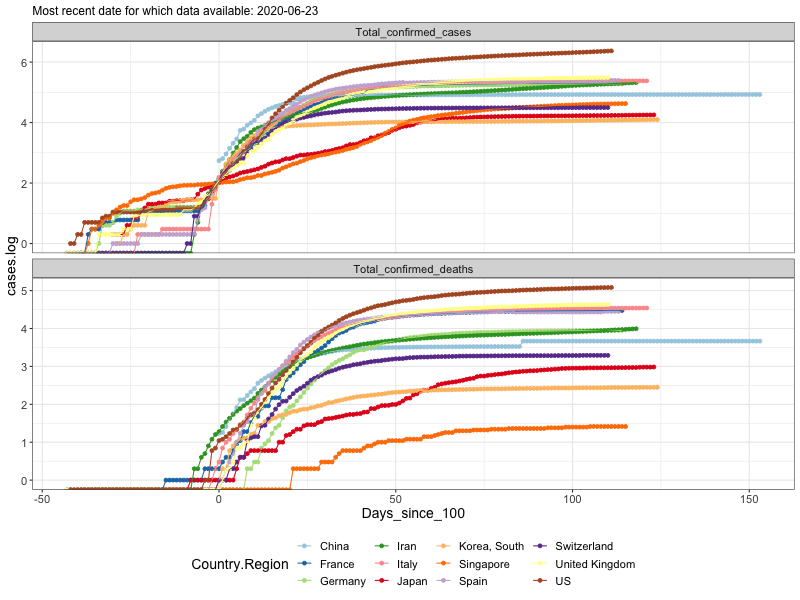 Most recent date for which data available: 2020-06-23
Total_confirmed_cases
6
4
2
0
Total_confirmed_deaths
5
4
3
2
1
0
cases.log
-50 0 50 100 150
Days_since_100
Country.Region
China Iran Korea, South Switzerland
France Italy Singapore United Kingdom
Germany Japan Spain US